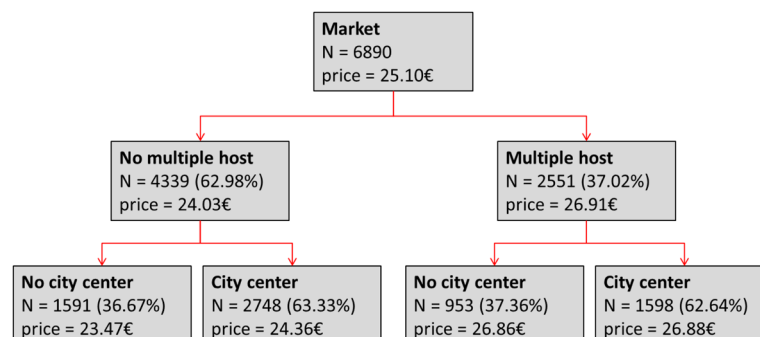 Market
N = 6890
price = 25.10€
No multiple host
N = 4339 (62.98%)
price = 24.03€
Multiple host
N = 2551 (37.02%)
price = 26.91€
No city center
N = 1591 (36.67%)
price = 23.47€
City center
N = 2748 (63.33%)
price = 24.36€
No city center
N = 953 (37.36%)
price = 26.86€
City center
N = 1598 (62.64%)
price = 26.88€